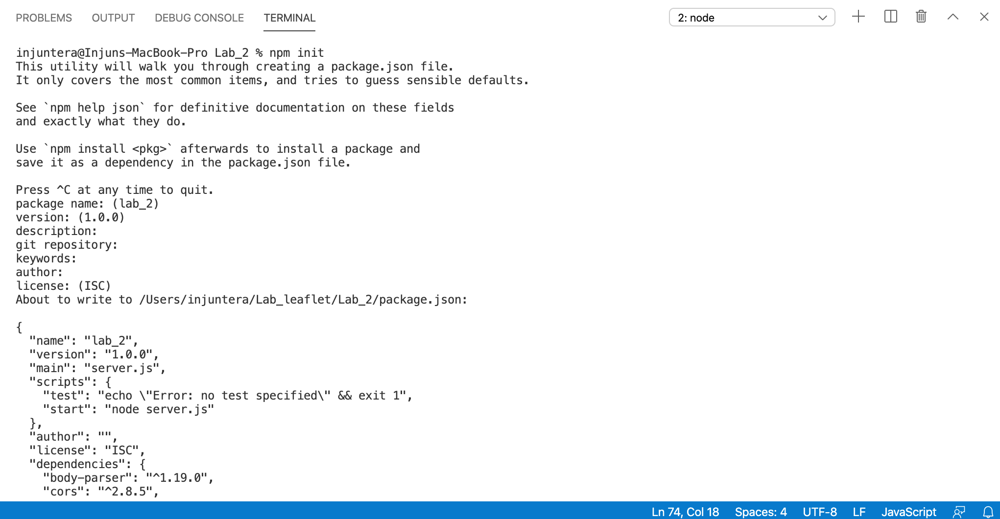 PROBLEMS OUTPUT DEBUG CONSOLE TERMINAL 2: node
injuntera@Injuns-MacBook-Pro Lab_2 % npm init
This utility will walk you through creating a package.json file.
It only covers the most common items, and tries to guess sensible defaults.
See `npm help json` for definitive documentation on these fields
and exactly what they do.
Use `npm install <pkg>` afterwards to install a package and
save it as a dependency in the package.json file.
Press ^C at any time to quit.
package name: (lab_2)
version: (1.0.0)
description:
git repository:
keywords:
author:
license: (ISC)
About to write to /Users/injuntera/Lab_leaflet/Lab_2/package.json:
{
  "name": "lab_2",
  "version": "1.0.0",
  "main": "server.js",
  "scripts": {
    "test": "echo \"Error: no test specified\" && exit 1",
    "start": "node server.js"
  },
  "author": "",
  "license": "ISC",
  "dependencies": {
    "body-parser": "^1.19.0",
    "cors": "^2.8.5",
Ln 74, Col 18 Spaces: 4 UTF-8 LF JavaScript